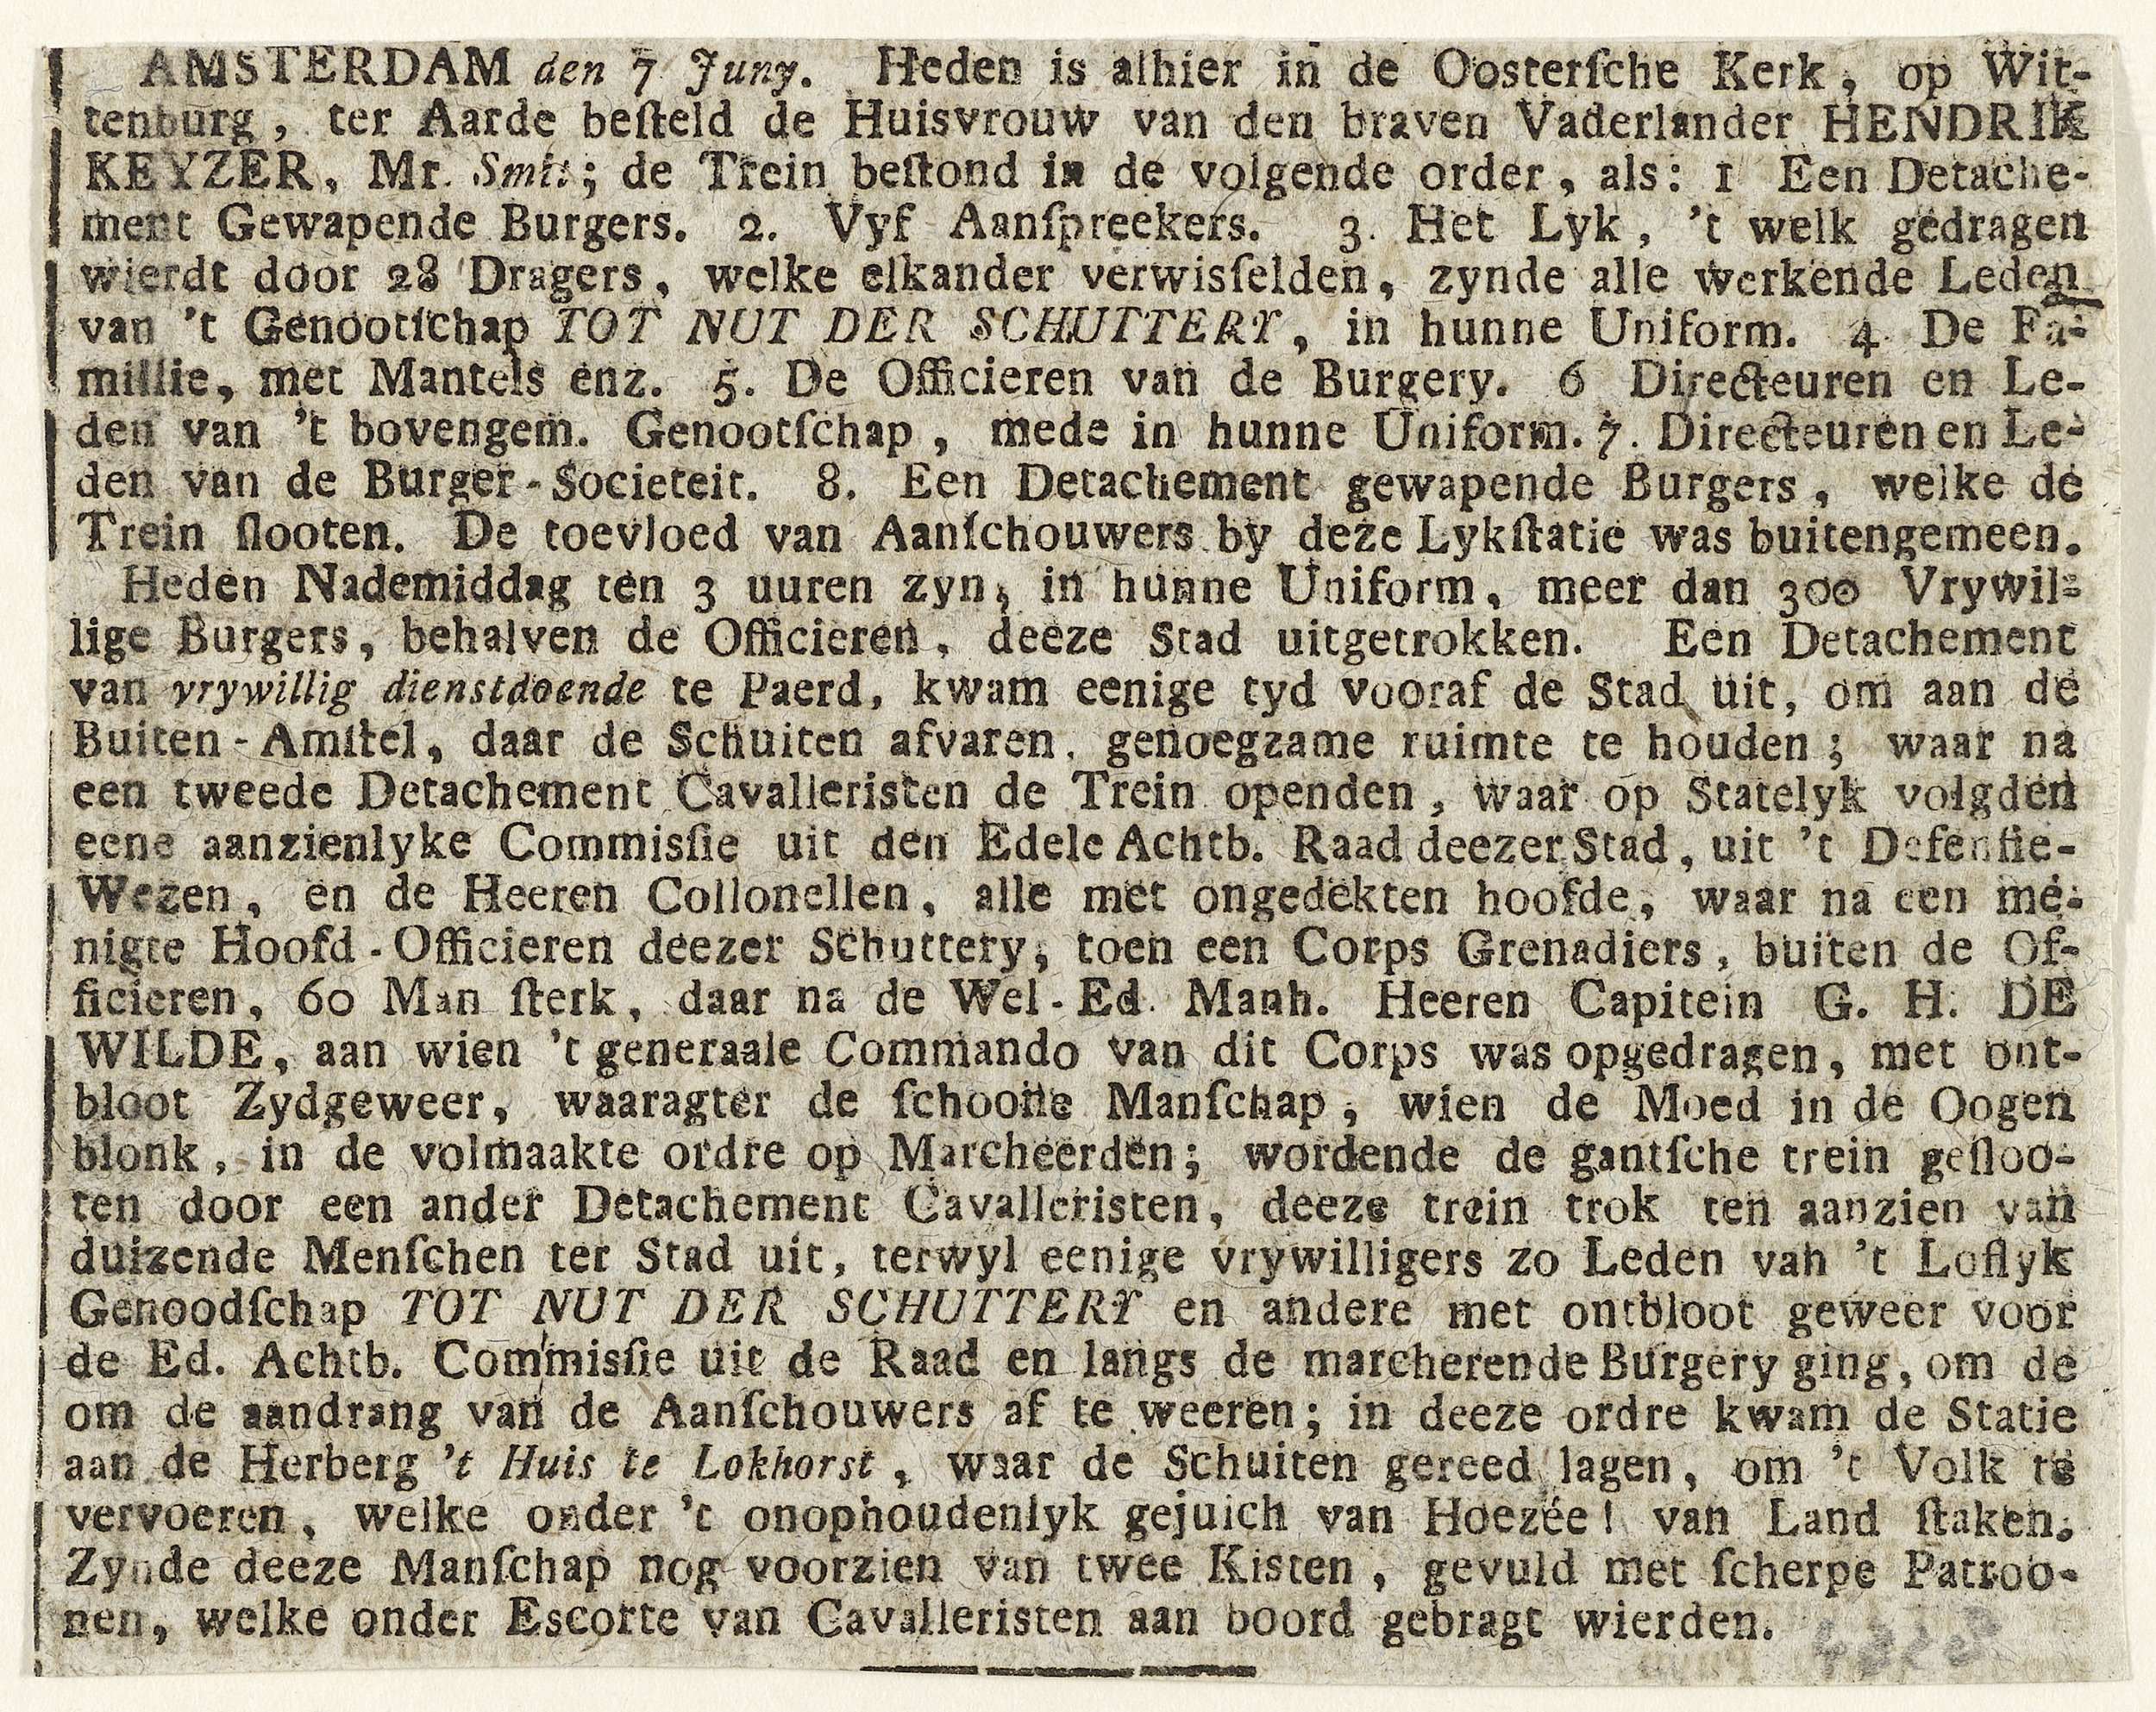 AMSTERDAM den 7 Juny. Heden is alhier in de Oosterſche Kerk, op Wit-
tenburg, ter Aarde beſteld de Huisvrouw van den braven Vaderlander HENDRIK
KEYZER, Mr. Smit; de Trein beſtond in de volgende order, als: 1 Een Detache-
ment Gewapende Burgers. 2. Vyf Aanſpreekers. 3. Het Lyk, 't welk gedragen
wierdt door 28 Dragers, welke elkander verwisſelden, zynde alle werkende Leden
van 't Genootſchap TOT NUT DER SCHUTTERY, in hunne Uniform. 4. De Fa-
millie, met Mantels enz. 5. De Officieren van de Burgery. 6 Directeuren en Le-
den van 't bovengem. Genootſchap, mede in hunne Uniform. 7. Directeuren en Le-
den van de Burger-Societeit. 8. Een Detachement gewapende Burgers, welke de
Trein ſlooten. De toevloed van Aanſchouwers by deze Lykſtatie was buitengemeen.
Heden Nademiddag ten 3 uuren zyn, in hunne Uniform, meer dan 300 Vrywil-
lige Burgers, behalven de Officieren, deeze Stad uitgetrokken. Een Detachement
van vrywillig dienstdoende te Paerd, kwam eenige tyd vooraf de Stad uit, om aan de
Buiten-Amſtel, daar de Schuiten afvaren, genoegzame ruimte te houden; waar na
een tweede Detachement Cavalleristen de Trein openden, waar op Statelyk volgden
eene aanzienlyke Commisſie uit den Edele Achtb. Raad deezer Stad, uit 't Defenſie-
Wezen, en de Heeren Collonellen, alle met ongedekten hoofde, waar na een me-
nigte Hoofd-Officieren deezer Schuttery, toen een Corps Grenadiers, buiten de Of-
ficieren, 60 Man ſterk, daar na de Wel-Ed. Manh. Heeren Capitein G. H. DE
WILDE, aan wien 't generaale Commando van dit Corps was opgedragen, met ont-
bloot Zydgeweer, waaragter de ſchoone Manſchap, wien de Moed in de Oogen
blonk, in de volmaakte ordre op Marcheerden; wordende de gantſche trein geſloo-
ten door een ander Detachement Cavalleristen, deeze trein trok ten aanzien van
duizende Menſchen ter Stad uit, terwyl eenige vrywilligers zo Leden van 't Loflyk
Genoodſchap TOT NUT DER SCHUTTERY en andere met ontbloot geweer voor
de Ed. Achtb. Commisſie uit de Raad en langs de marcherende Burgery ging, om de
om de aandrang van de Aanſchouwers af te weeren; in deeze ordre kwam de Statie
aan de Herberg 't Huis te Lokhorst, waar de Schuiten gereed lagen, om 't Volk te
vervoeren, welke onder 't onophoudenlyk gejuich van Hoezée! van Land ſtaken.
Zynde deeze Manſchap nog voorzien van twee Kisten, gevuld met ſcherpe Patroo-
nen, welke onder Escorte van Cavalleristen aan boord gebragt wierden.